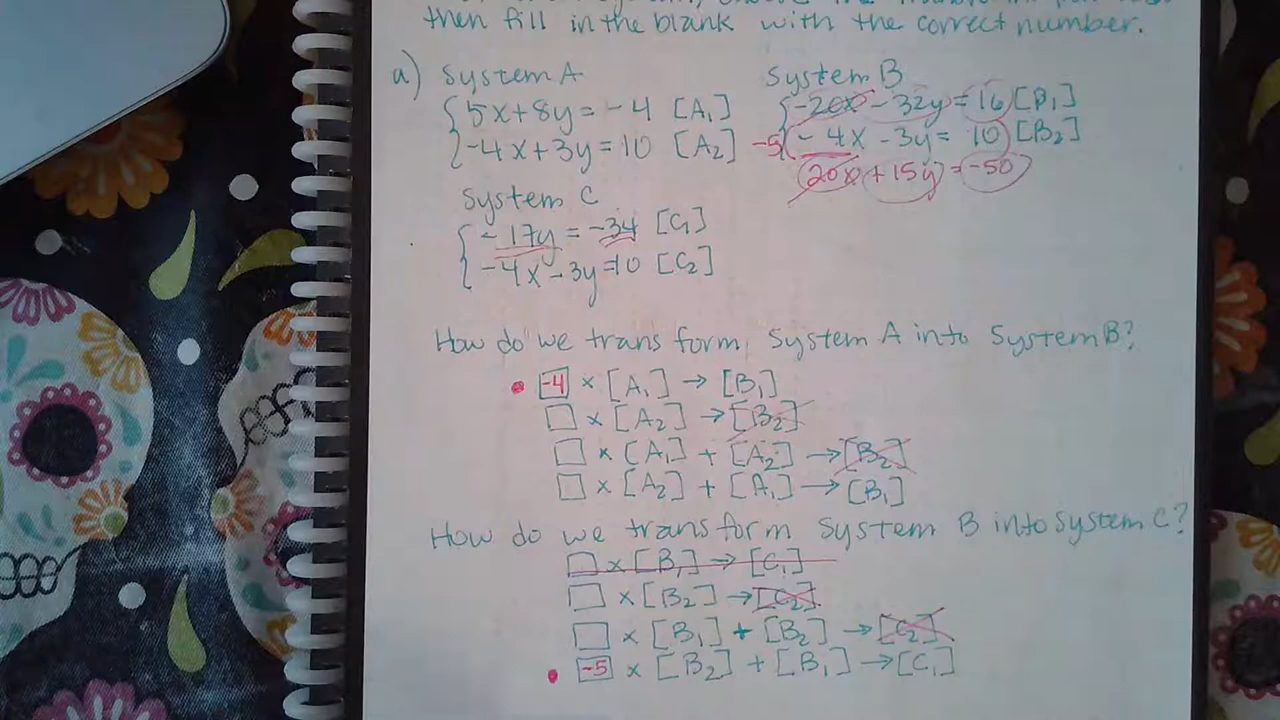 then fill in the blank with the correct number.
a) System A
{5x+8y=-4 [A₁]
{-4x+3y=10 [A₂]
System B
{-20x-32y=16 [B₁]
-5(-4x-3y=10) [B₂]
20x+15y=-50
System C
{-17y=-34 [C₁]
{-4x-3y=10 [C₂]
How do we transform System A into System B?
• -4 × [A₁] → [B₁]
□ × [A₂] → [B₂]
□ × [A₁] + [A₂] → [B₂]
□ × [A₂] + [A₁] → [B₁]
How do we transform System B into System C?
□ × [B₁] → [C₁]
□ × [B₂] → [C₂]
□ × [B₁] + [B₂] → [C₂]
• -5 × [B₂] + [B₁] → [C₁]